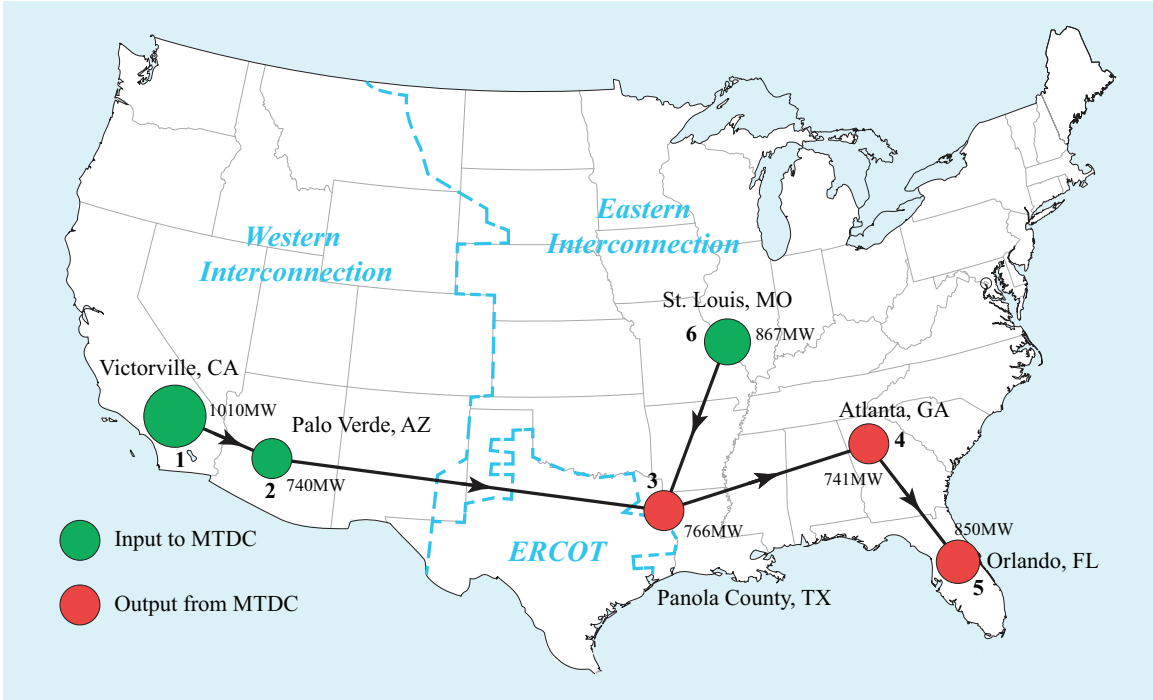 Western
Interconnection
Eastern
Interconnection
St. Louis, MO
6
867MW
Victorville, CA
1010MW
1
Palo Verde, AZ
2
740MW
Atlanta, GA
4
741MW
3
766MW
850MW
Orlando, FL
5
ERCOT
Panola County, TX
Input to MTDC
Output from MTDC